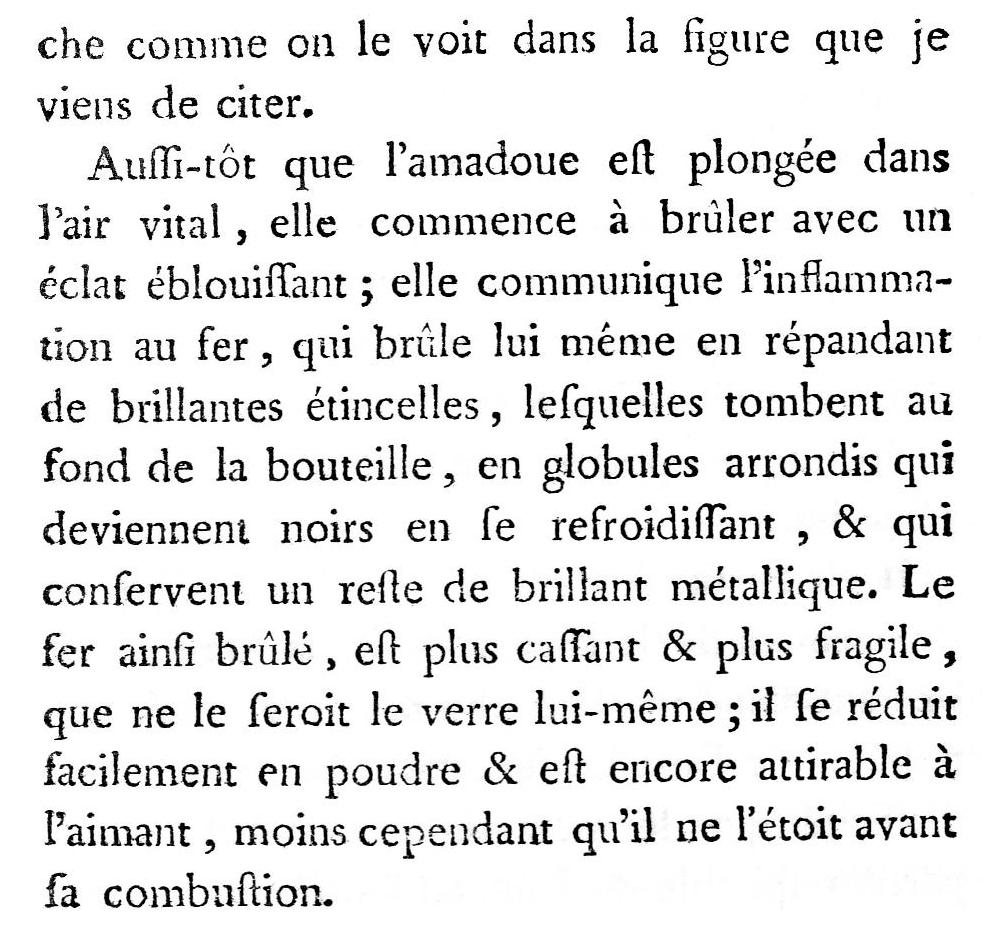 che comme on le voit dans la figure que je
viens de citer.
Auſſi-tôt que l'amadoue eſt plongée dans
l'air vital, elle commence à brûler avec un
éclat éblouiſſant; elle communique l'inflamma-
tion au fer, qui brûle lui même en répandant
de brillantes étincelles, leſquelles tombent au
fond de la bouteille, en globules arrondis qui
deviennent noirs en ſe refroidiſſant, & qui
conſervent un reſte de brillant métallique. Le
fer ainſi brûlé, eſt plus caſſant & plus fragile,
que ne le ſeroit le verre lui-même; il ſe réduit
facilement en poudre & eſt encore attirable à
l'aimant, moins cependant qu'il ne l'étoit avant
ſa combuſtion.